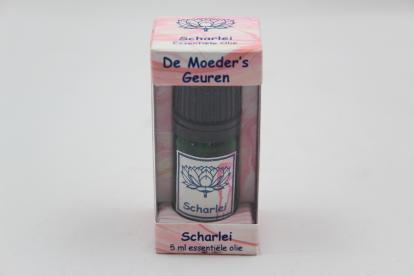 Scharlei
Essentiële olie
De Moeder's
Geuren
Scharlei
Scharlei
5 ml essentiële olie